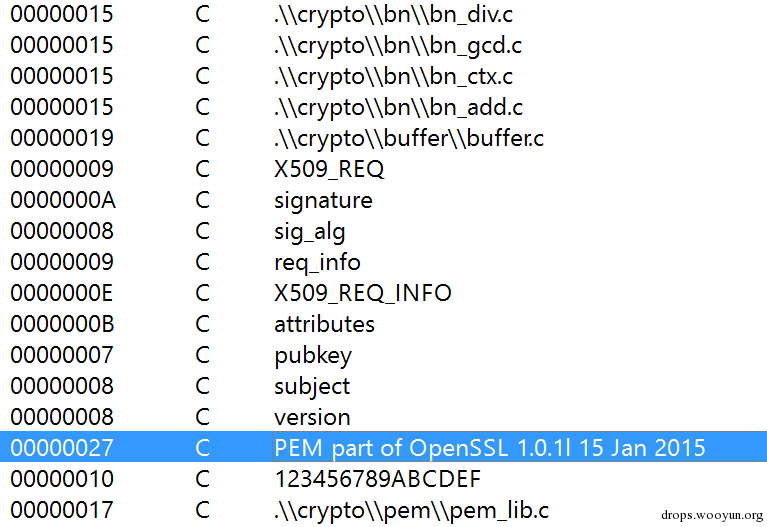 00000015 C .\\crypto\\bn\\bn_div.c
00000015 C .\\crypto\\bn\\bn_gcd.c
00000015 C .\\crypto\\bn\\bn_ctx.c
00000015 C .\\crypto\\bn\\bn_add.c
00000019 C .\\crypto\\buffer\\buffer.c
00000009 C X509_REQ
0000000A C signature
00000008 C sig_alg
00000009 C req_info
0000000E C X509_REQ_INFO
0000000B C attributes
00000007 C pubkey
00000008 C subject
00000008 C version
00000027 C PEM part of OpenSSL 1.0.1l 15 Jan 2015
00000010 C 123456789ABCDEF
00000017 C .\\crypto\\pem\\pem_lib.c
drops.wooyun.org